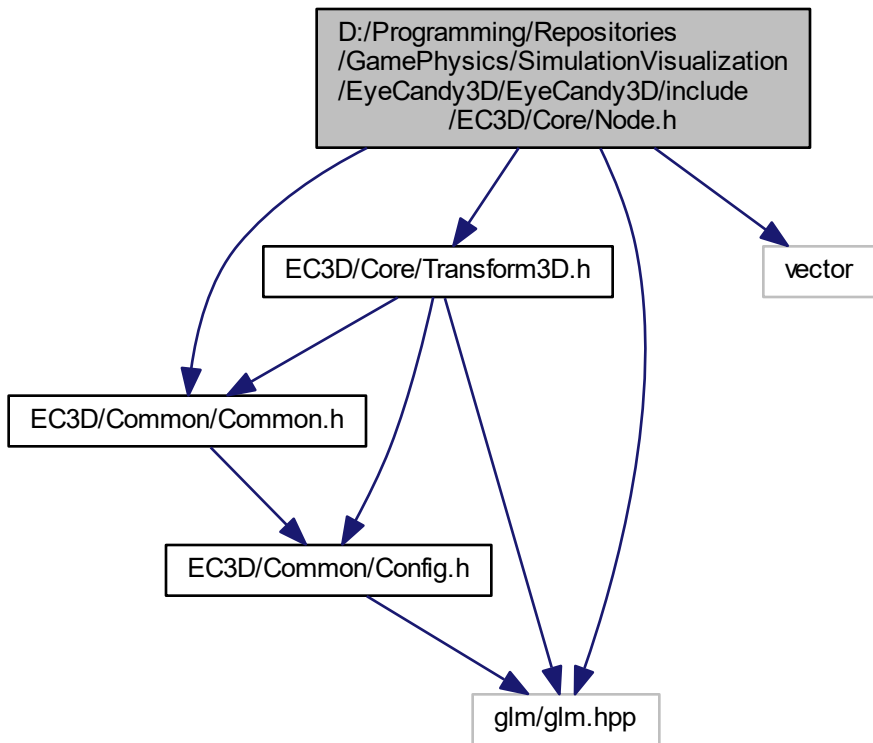 D:/Programming/Repositories
/GamePhysics/SimulationVisualization
/EyeCandy3D/EyeCandy3D/include
/EC3D/Core/Node.h
EC3D/Core/Transform3D.h
vector
EC3D/Common/Common.h
EC3D/Common/Config.h
glm/glm.hpp